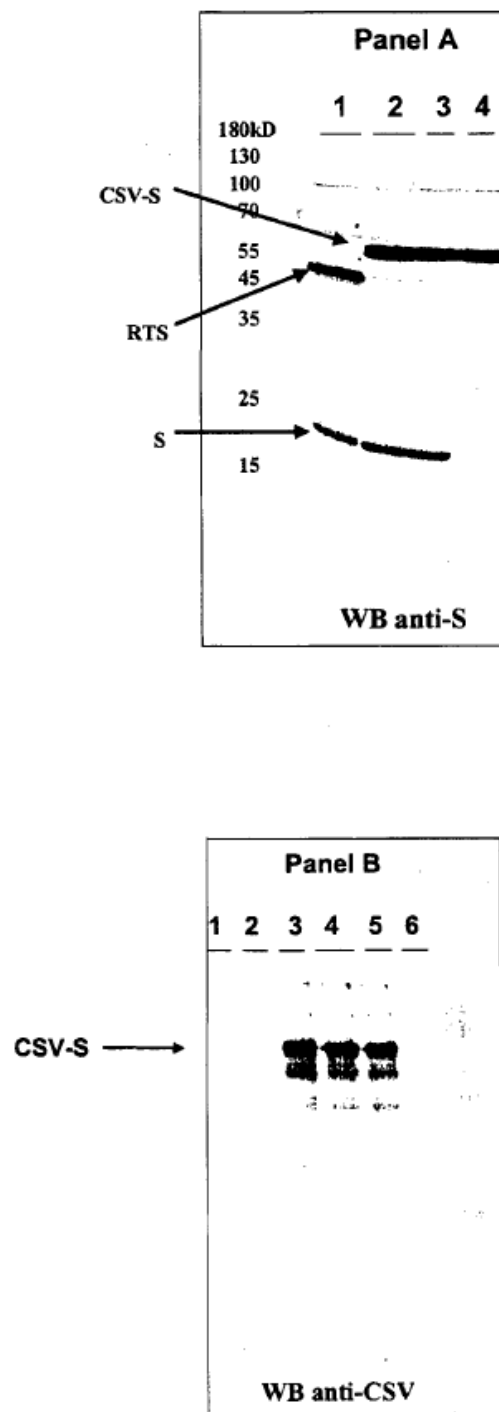 Panel A
1 2 3 4
180kD
130
100
CSV-S
70
55
45
RTS
35
25
S
15
WB anti-S
Panel B
1 2 3 4 5 6
CSV-S
WB anti-CSV